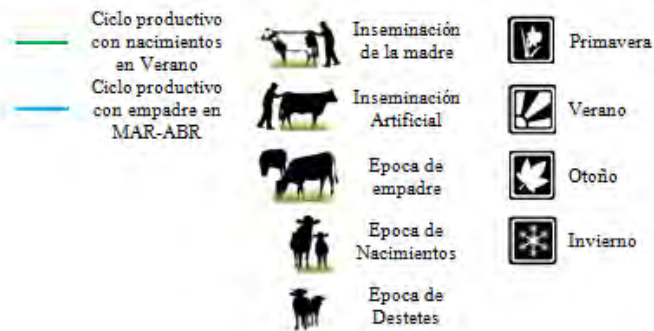 Ciclo productivo
con nacimientos
en Verano
Ciclo productivo
con empadre en
MAR-ABR
Inseminación
de la madre
Inseminación
Artificial
Epoca de
empadre
Epoca de
Nacimientos
Epoca de
Destetes
Primavera
Verano
Otoño
Invierno